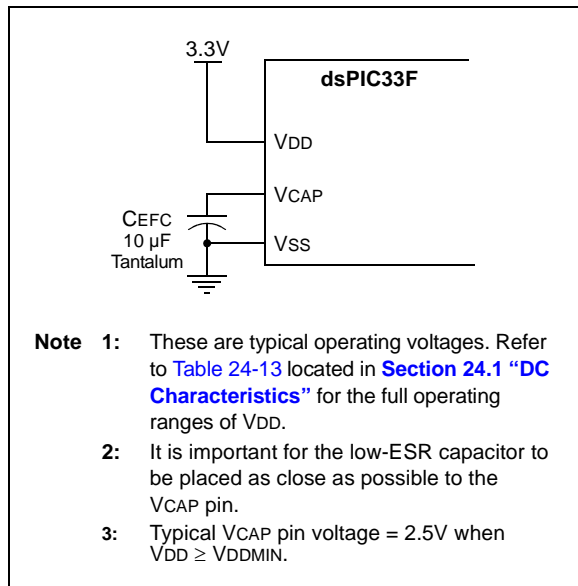 3.3V
dsPIC33F
VDD
VCAP
CEFC
10 µF
Tantalum
VSS
Note 1: These are typical operating voltages. Refer
to Table 24-13 located in Section 24.1 “DC
Characteristics” for the full operating
ranges of VDD.
2: It is important for the low-ESR capacitor to
be placed as close as possible to the
VCAP pin.
3: Typical VCAP pin voltage = 2.5V when
VDD ≥ VDDMIN.